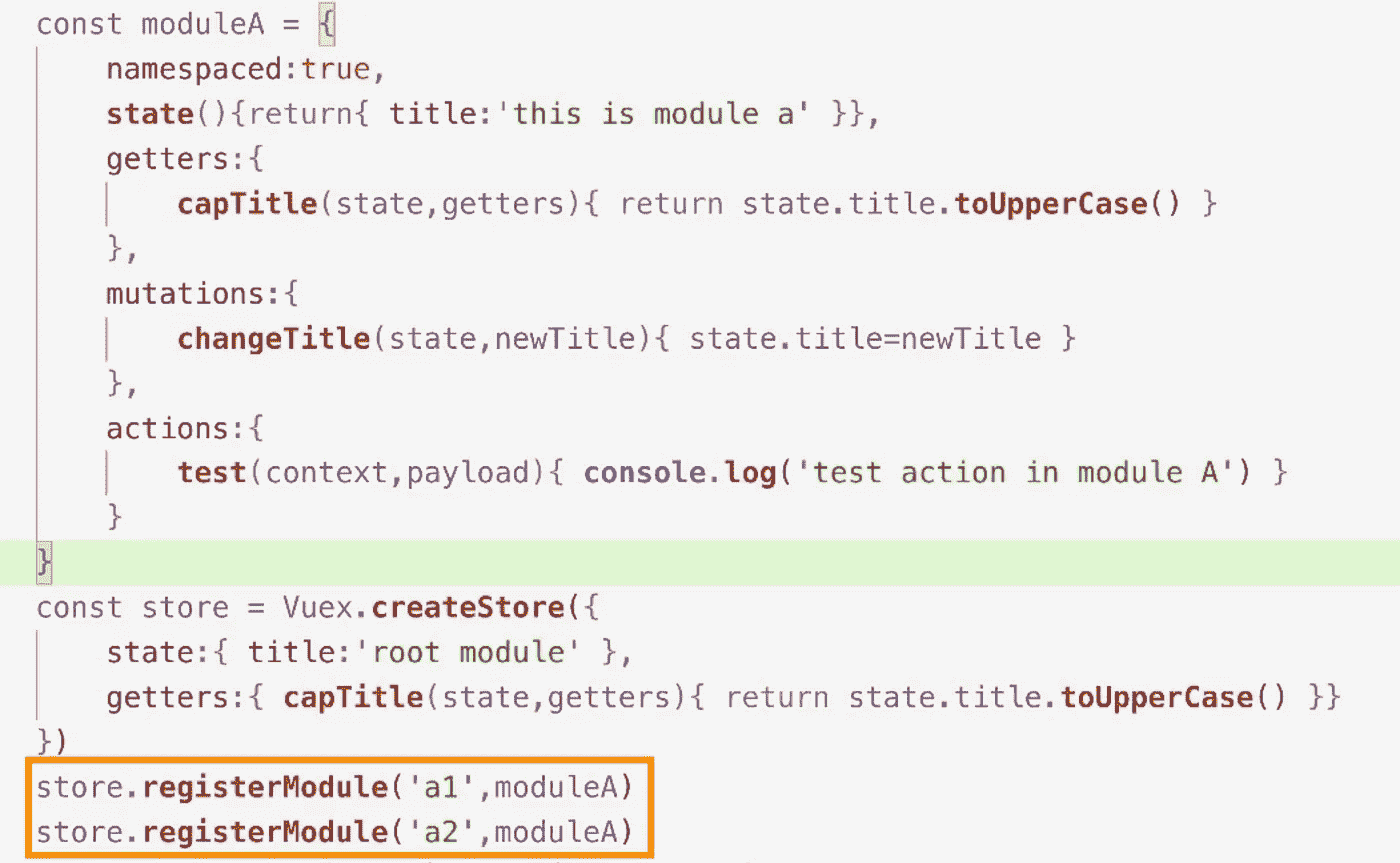 const moduleA = {
    namespaced:true,
    state(){return{ title:'this is module a' }},
    getters:{
        capTitle(state,getters){ return state.title.toUpperCase() }
    },
    mutations:{
        changeTitle(state,newTitle){ state.title=newTitle }
    },
    actions:{
        test(context,payload){ console.log('test action in module A') }
    }
}
const store = Vuex.createStore({
    state:{ title:'root module' },
    getters:{ capTitle(state,getters){ return state.title.toUpperCase() }}
})
store.registerModule('a1',moduleA)
store.registerModule('a2',moduleA)